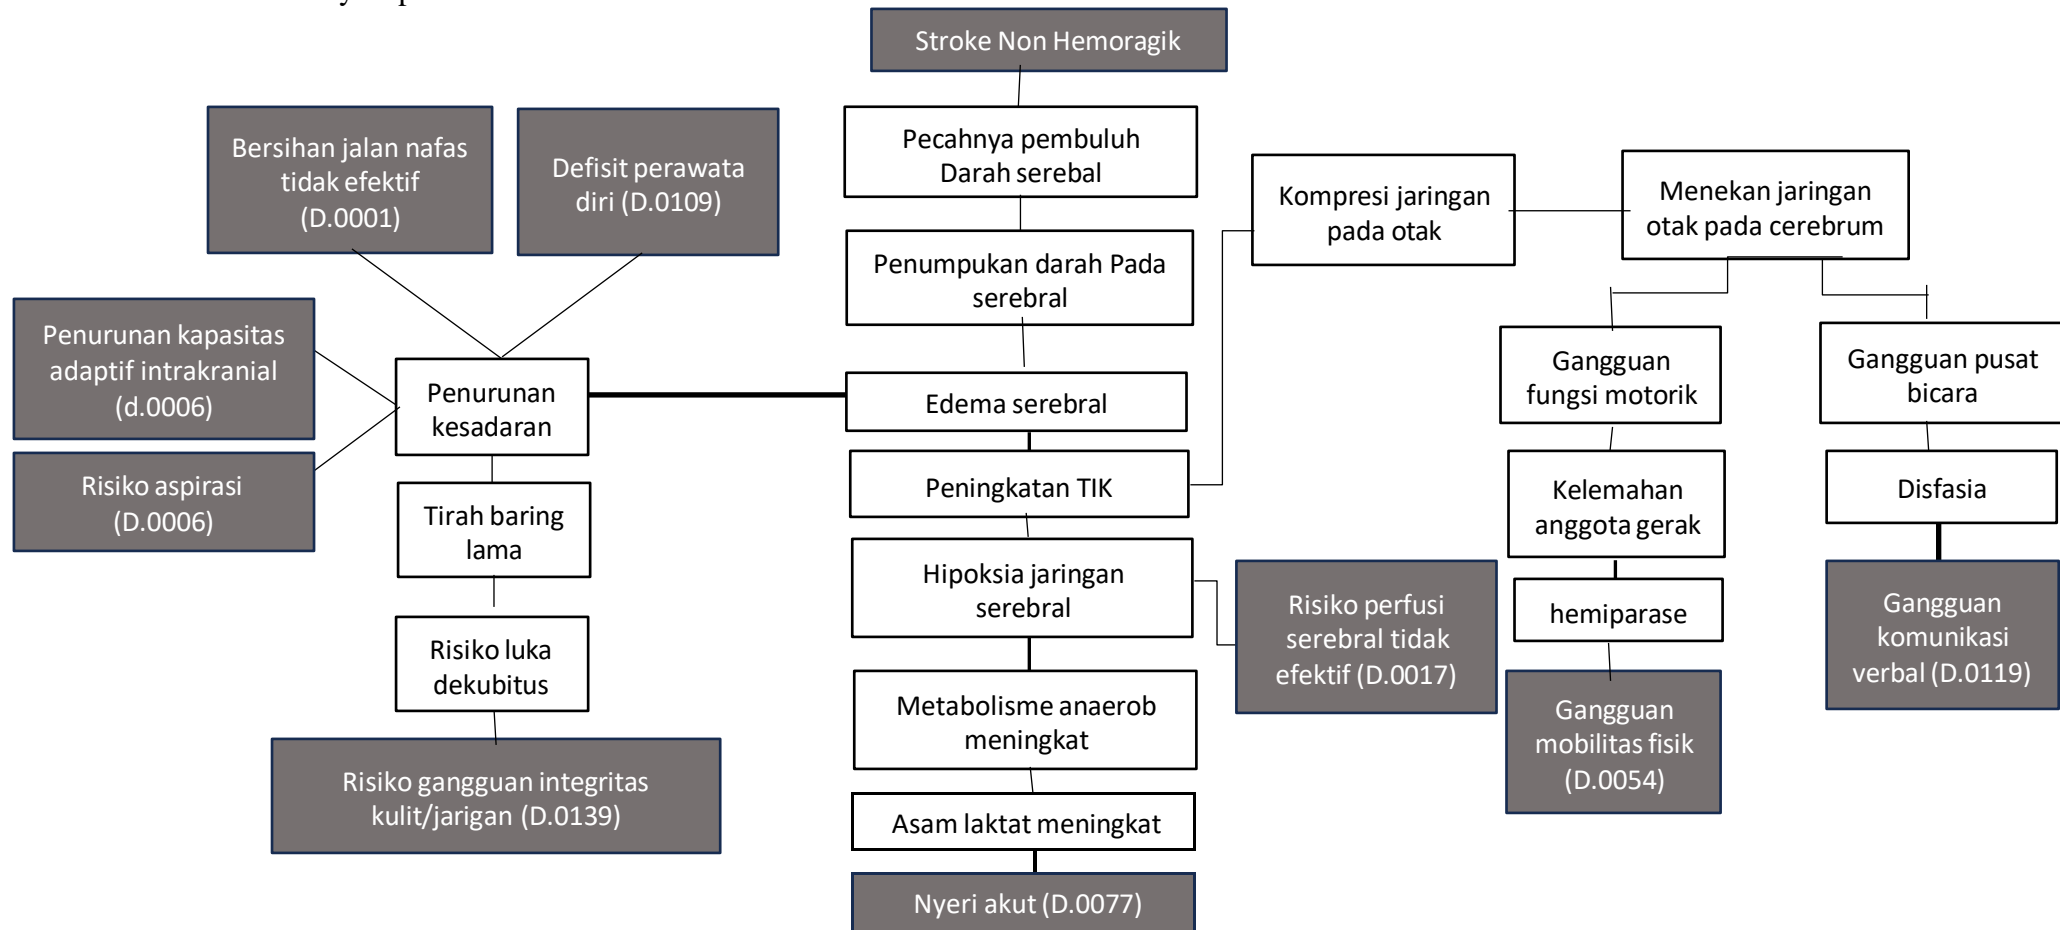 Stroke Non Hemoragik
Bersihan jalan nafas
tidak efektif
(D.0001)
Defisit perawata
diri (D.0109)
Pecahnya pembuluh
Darah serebal
Kompresi jaringan
pada otak
Menekan jaringan
otak pada cerebrum
Penumpukan darah Pada
serebral
Penurunan kapasitas
adaptif intrakranial
(d.0006)
Penurunan
kesadaran
Edema serebral
Gangguan
fungsi motorik
Gangguan pusat
bicara
Risiko aspirasi
(D.0006)
Tirah baring
lama
Peningkatan TIK
Kelemahan
anggota gerak
Disfasia
Hipoksia jaringan
serebral
Risiko perfusi
serebral tidak
efektif (D.0017)
hemiparase
Gangguan
komunikasi
verbal (D.0119)
Risiko luka
dekubitus
Metabolisme anaerob
meningkat
Gangguan
mobilitas fisik
(D.0054)
Risiko gangguan integritas
kulit/jarigan (D.0139)
Asam laktat meningkat
Nyeri akut (D.0077)